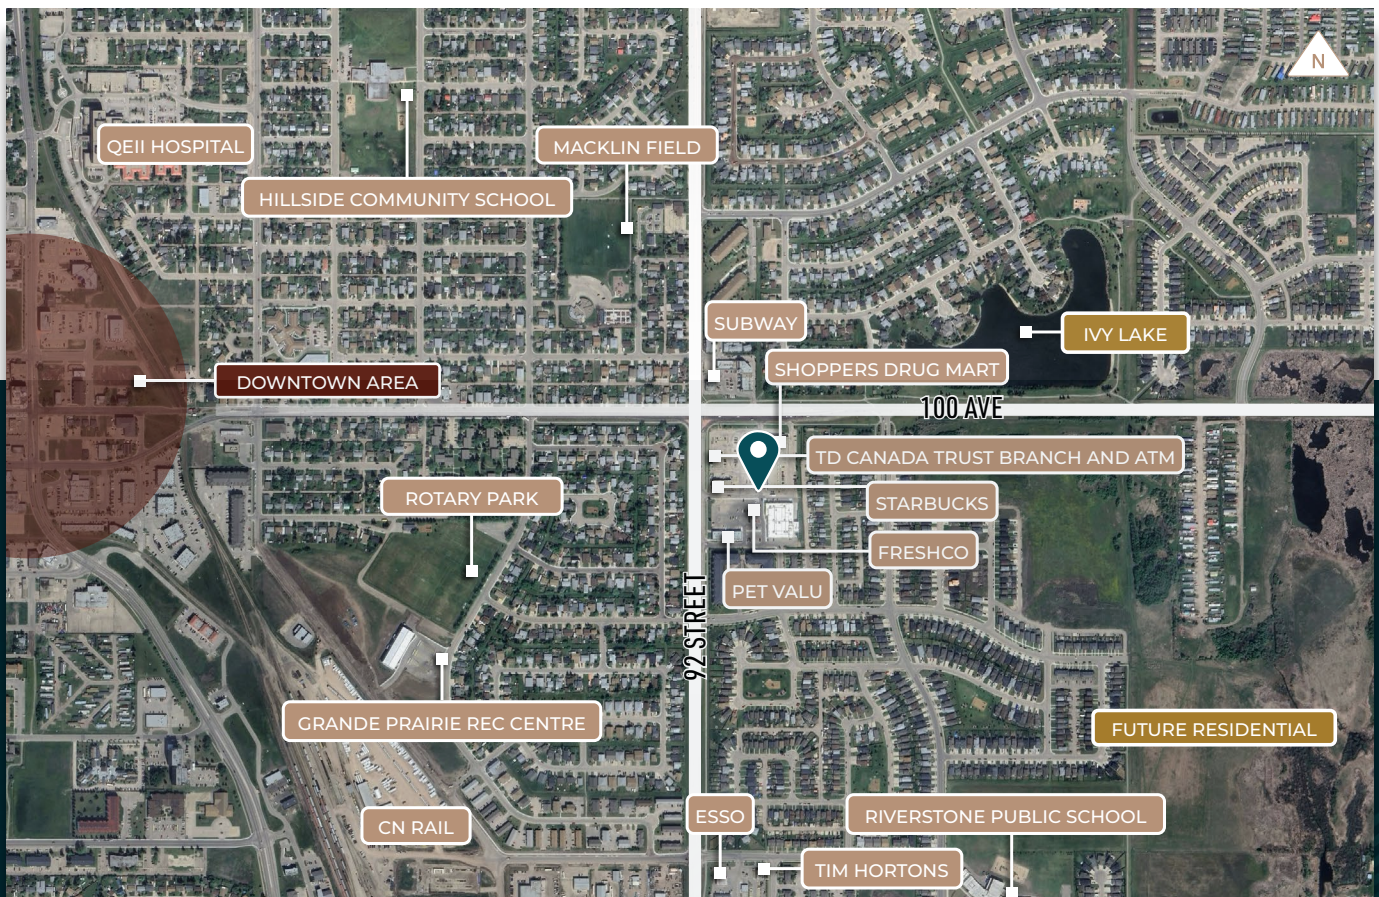 N
QEII HOSPITAL
MACKLIN FIELD
HILLSIDE COMMUNITY SCHOOL
SUBWAY
IVY LAKE
SHOPPERS DRUG MART
DOWNTOWN AREA
100 AVE
TD CANADA TRUST BRANCH AND ATM
ROTARY PARK
STARBUCKS
FRESHCO
PET VALU
92 STREET
GRANDE PRAIRIE REC CENTRE
FUTURE RESIDENTIAL
CN RAIL
ESSO
RIVERSTONE PUBLIC SCHOOL
TIM HORTONS